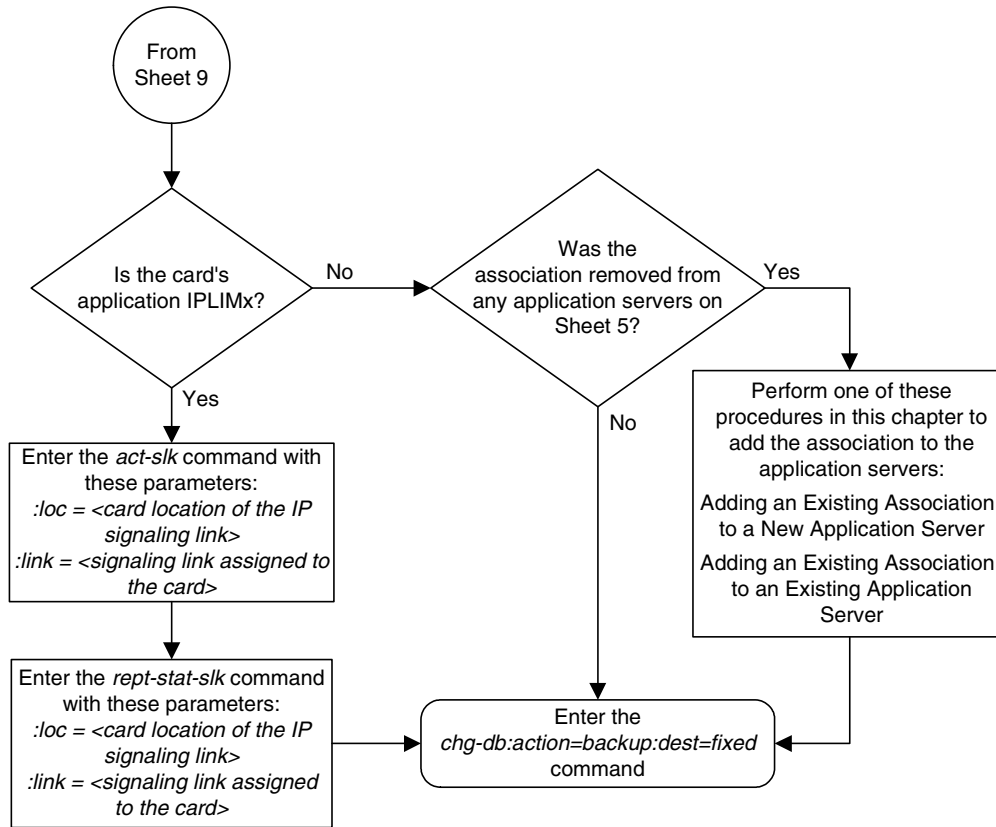 From
Sheet 9
Is the card's
application IPLIMx?
No
Yes
Was the
association removed from
any application servers on
Sheet 5?
Yes
No
Enter the act-slk command with
these parameters:
:loc = <card location of the IP
signaling link>
:link = <signaling link assigned to
the card>
Enter the rept-stat-slk command
with these parameters:
:loc = <card location of the IP
signaling link>
:link = <signaling link assigned
to the card>
Perform one of these
procedures in this chapter to
add the association to the
application servers:
Adding an Existing Association
to a New Application Server
Adding an Existing Association
to an Existing Application
Server
Enter the
chg-db:action=backup:dest=fixed
command